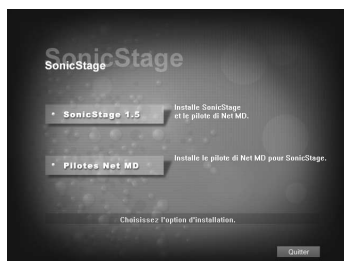 SonicStage
SonicStage
SonicStage 1.5
Installe SonicStage
et le pilote di Net MD.
Pilotes Net MD
Installe le pilote di Net MD pour SonicStage.
Choisissez l'option d'installation.
Quitter